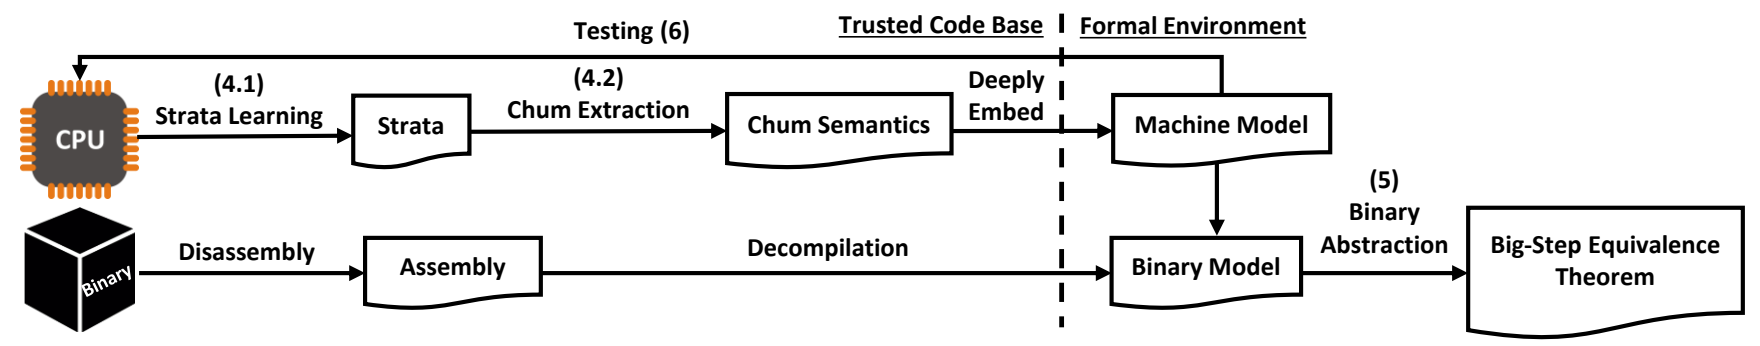 Testing (6)
Trusted Code Base
Formal Environment
CPU
(4.1)
Strata Learning
Strata
(4.2)
Chum Extraction
Chum Semantics
Deeply
Embed
Machine Model
Binary
Disassembly
Assembly
Decompilation
Binary Model
(5)
Binary
Abstraction
Big-Step Equivalence
Theorem